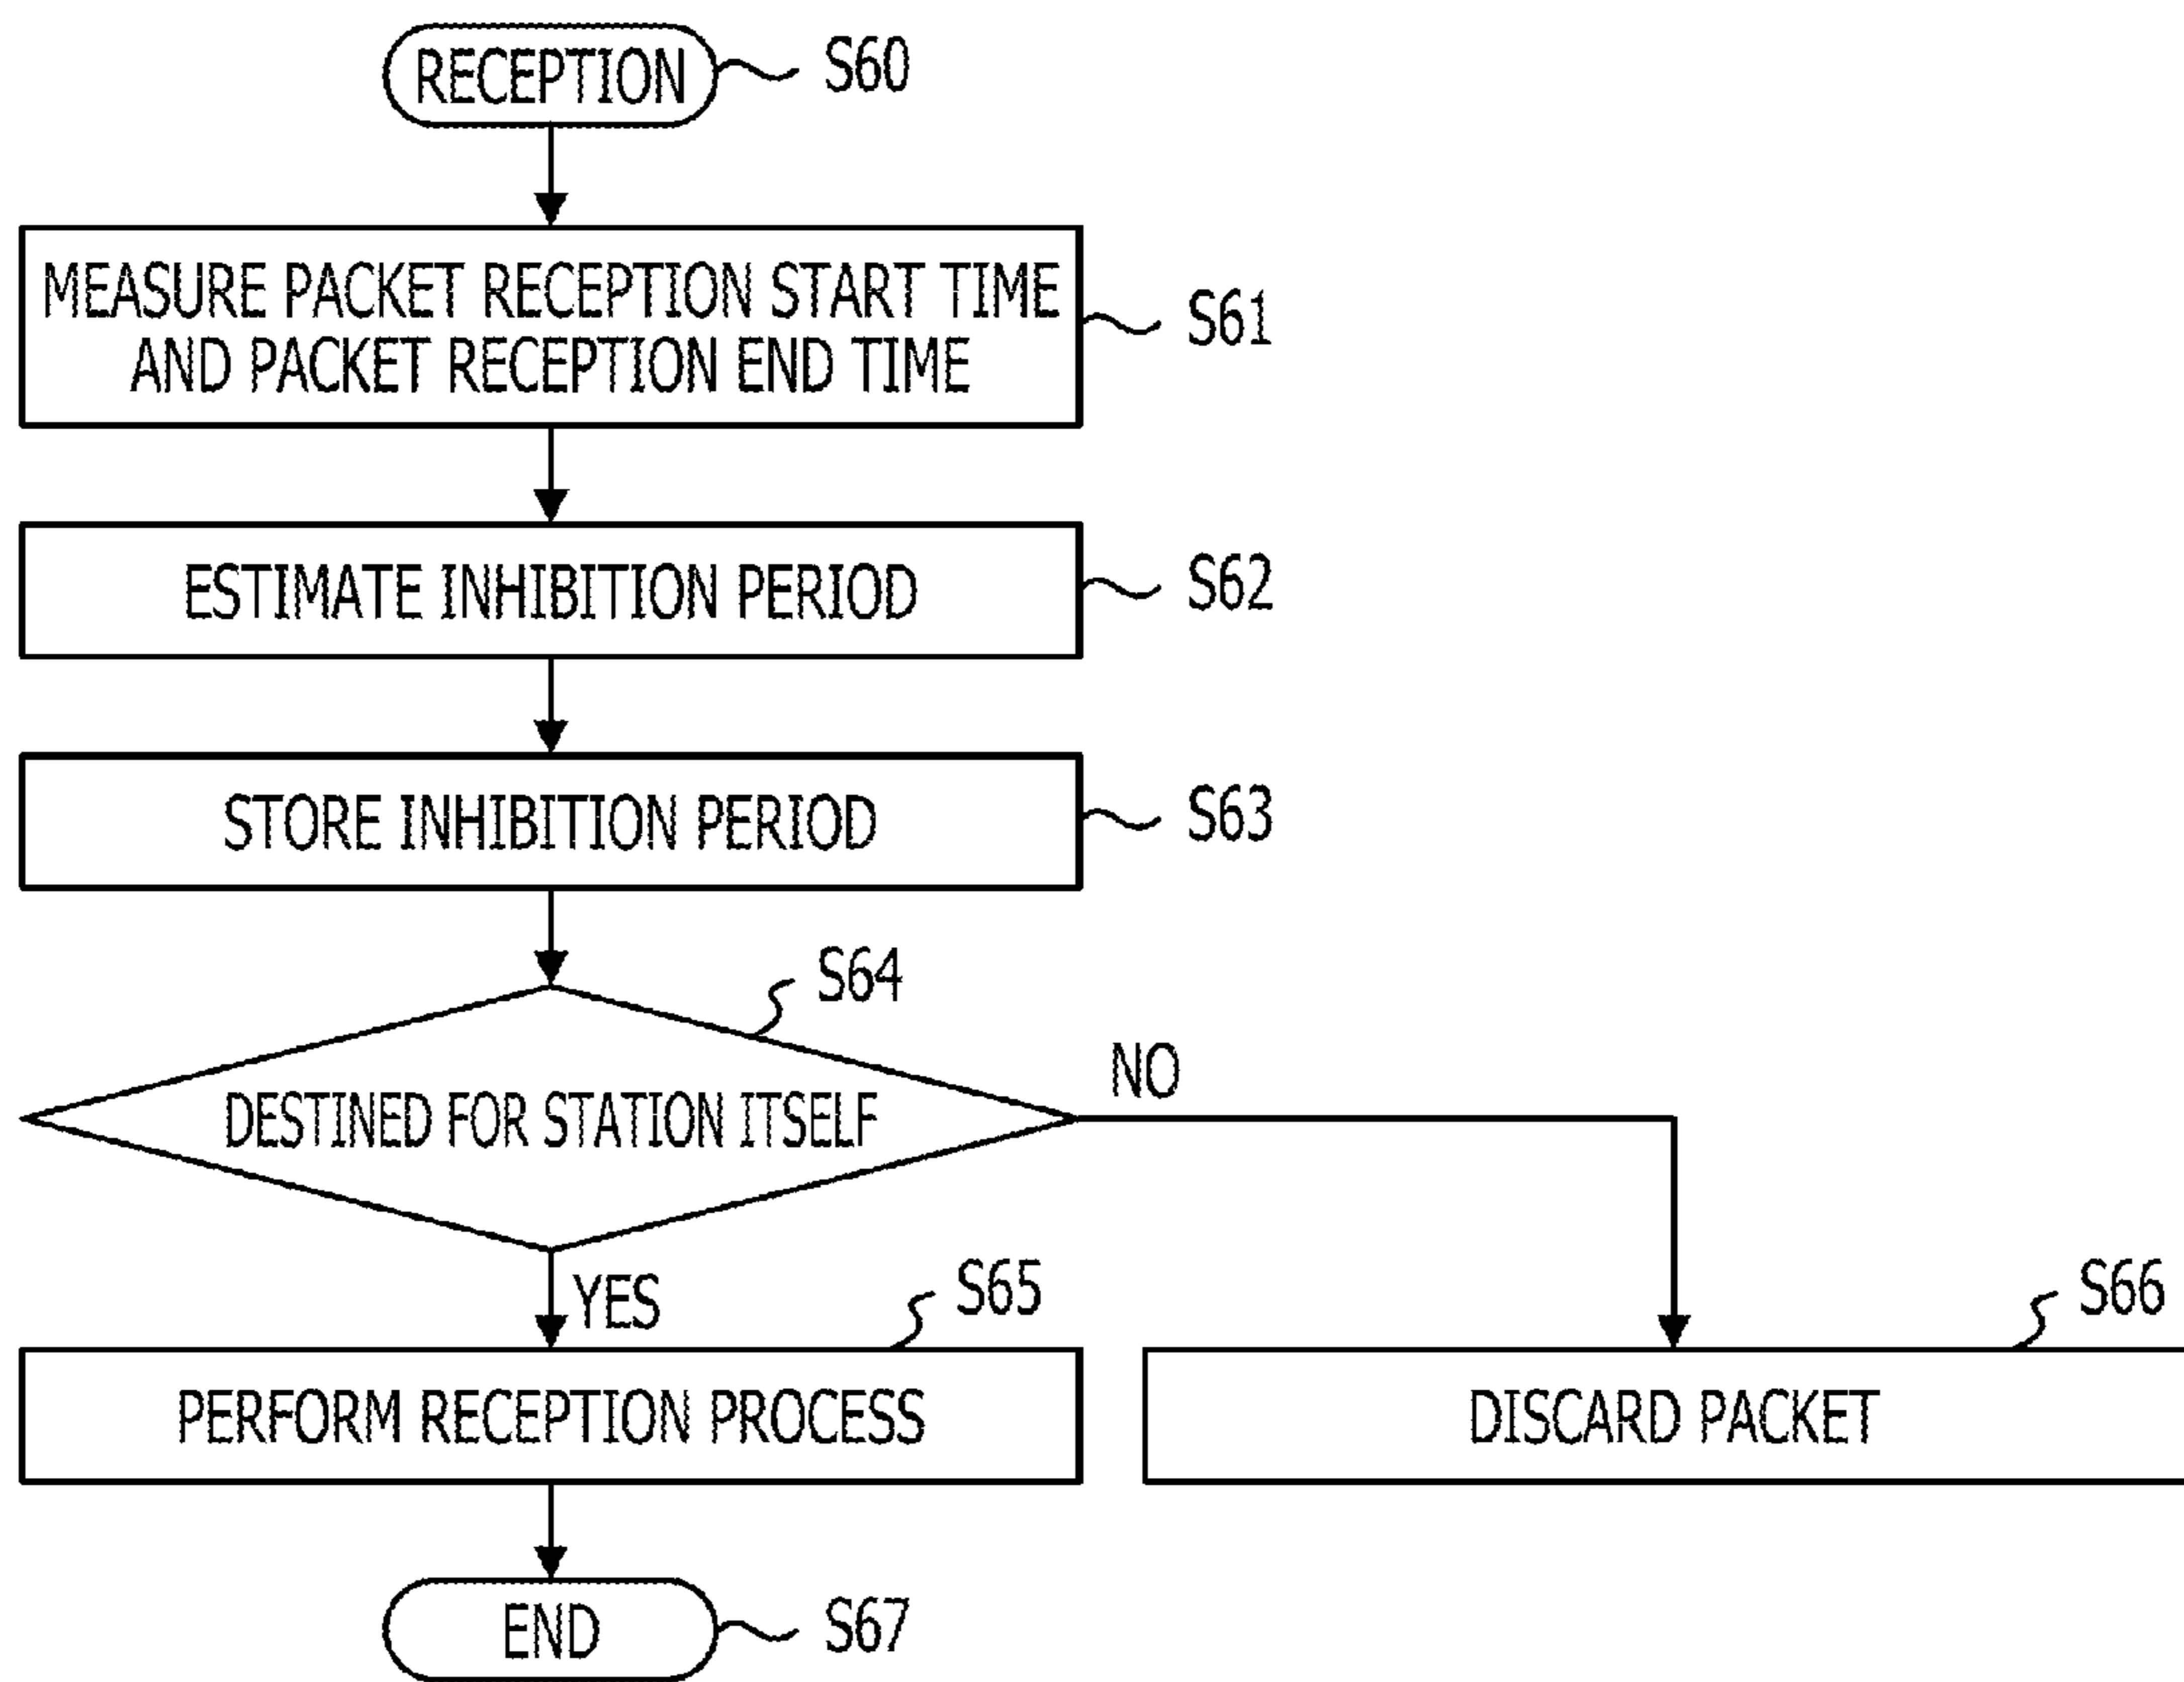 RECEPTION
S60
MEASURE PACKET RECEPTION START TIME
AND PACKET RECEPTION END TIME
S61
ESTIMATE INHIBITION PERIOD
S62
STORE INHIBITION PERIOD
S63
S64
DESTINED FOR STATION ITSELF
NO
YES
S65
S66
PERFORM RECEPTION PROCESS
DISCARD PACKET
END
S67